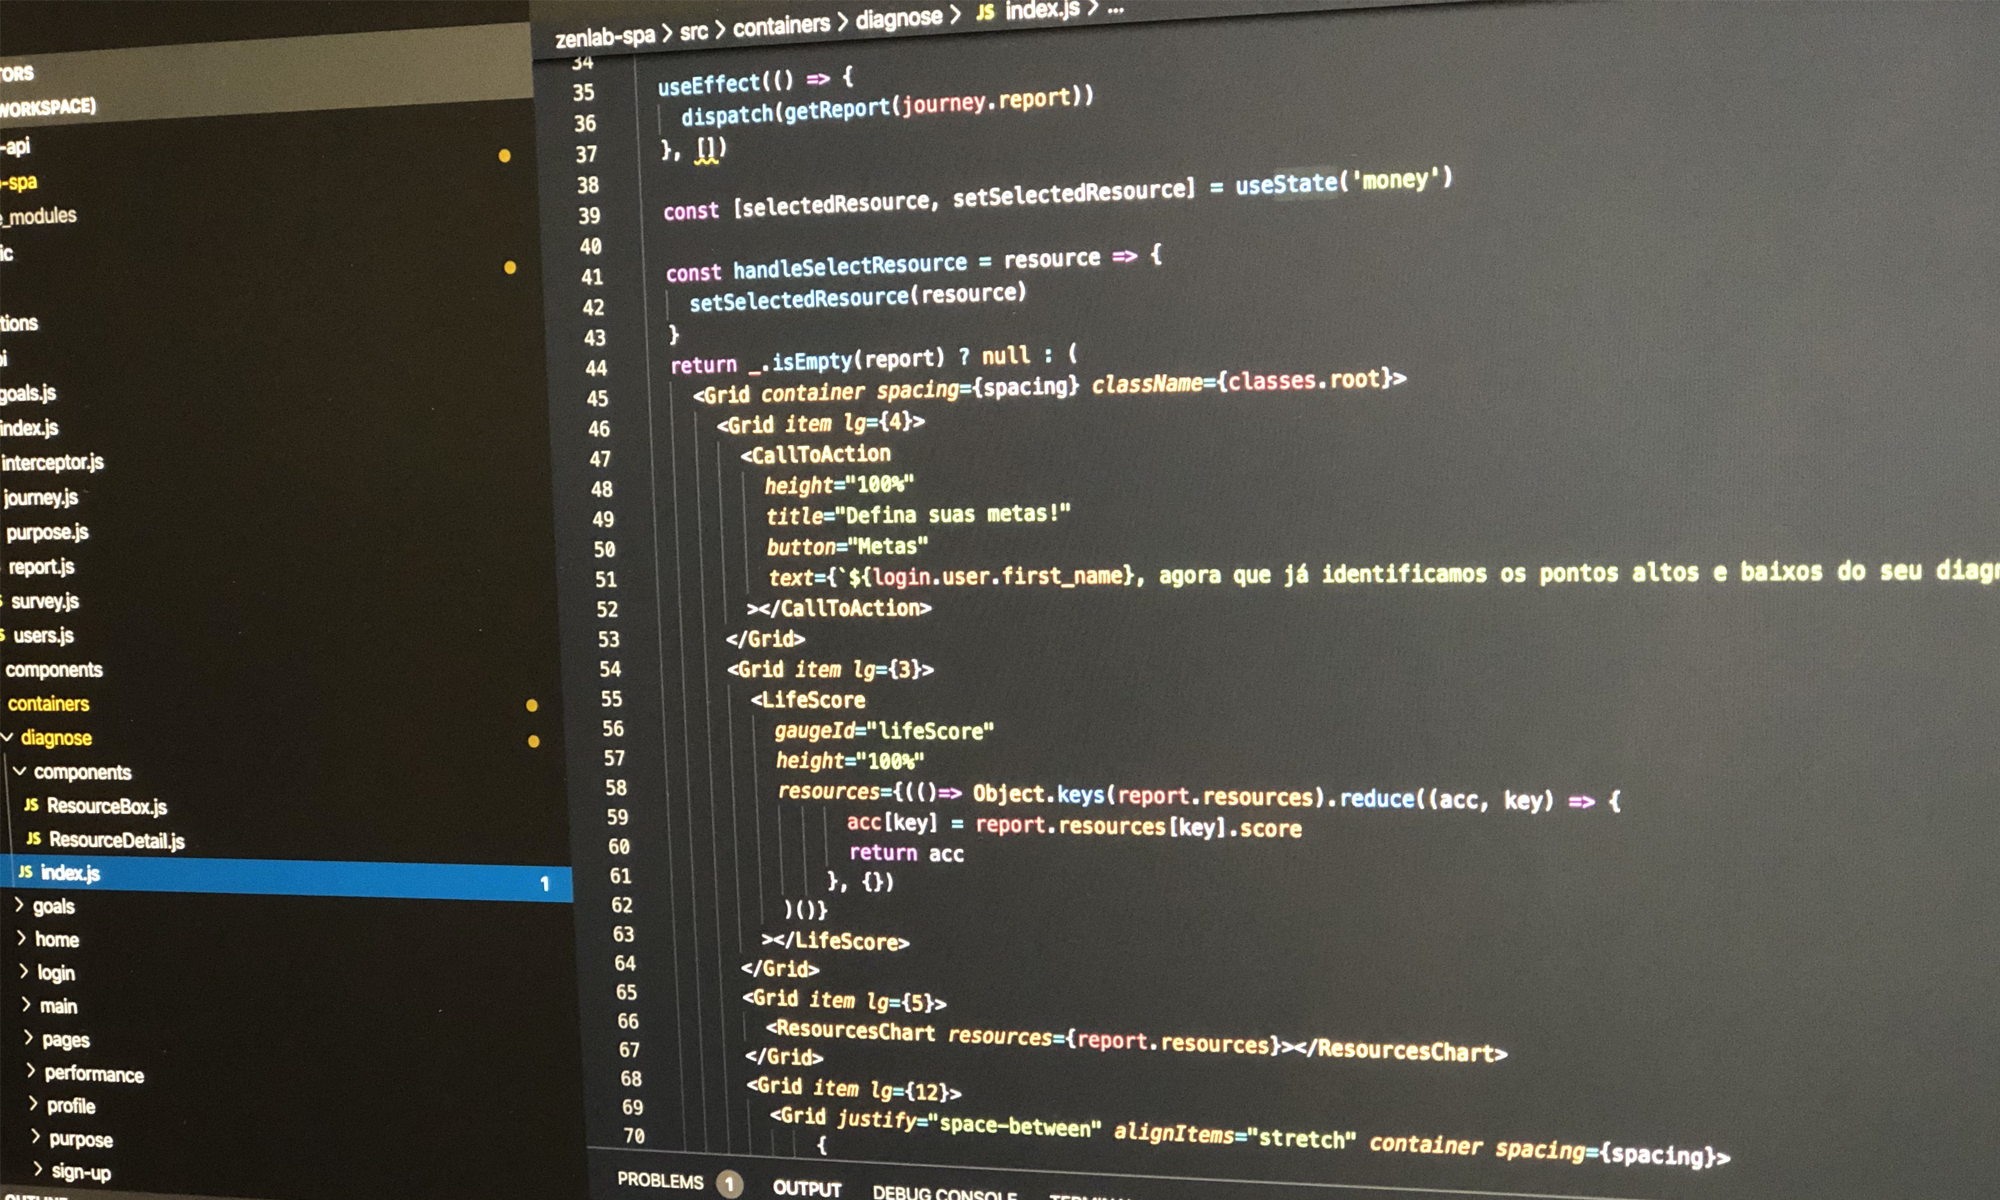 TORS
WORKSPACE)
-api
-spa
_modules
ic
tions
goals.js
index.js
interceptor.js
journey.js
purpose.js
report.js
survey.js
users.js
components
containers
diagnose
components
JS ResourceBox.js
JS ResourceDetail.js
JS index.js 1
> goals
> home
> login
> main
> pages
> performance
> profile
> purpose
> sign-up
zenlab-spa > src > containers > diagnose > JS index.js > ...
34
35 useEffect(() => {
36 dispatch(getReport(journey.report))
37 }, [])
38
39 const [selectedResource, setSelectedResource] = useState('money')
40
41 const handleSelectResource = resource => {
42 setSelectedResource(resource)
43 }
44 return _.isEmpty(report) ? null : (
45 <Grid container spacing={spacing} className={classes.root}>
46 <Grid item lg={4}>
47 <CallToAction
48 height="100%"
49 title="Defina suas metas!"
50 button="Metas"
51 text={`${login.user.first_name}, agora que já identificamos os pontos altos e baixos do seu diagn
52 ></CallToAction>
53 </Grid>
54 <Grid item lg={3}>
55 <LifeScore
56 gaugeId="lifeScore"
57 height="100%"
58 resources={(()=> Object.keys(report.resources).reduce((acc, key) => {
59 acc[key] = report.resources[key].score
60 return acc
61 }, {})
62 )()}
63 ></LifeScore>
64 </Grid>
65 <Grid item lg={5}>
66 <ResourcesChart resources={report.resources}></ResourcesChart>
67 </Grid>
68 <Grid item lg={12}>
69 <Grid justify="space-between" alignItems="stretch" container spacing={spacing}>
70 {
PROBLEMS 1 OUTPUT DEBUG CONSOLE